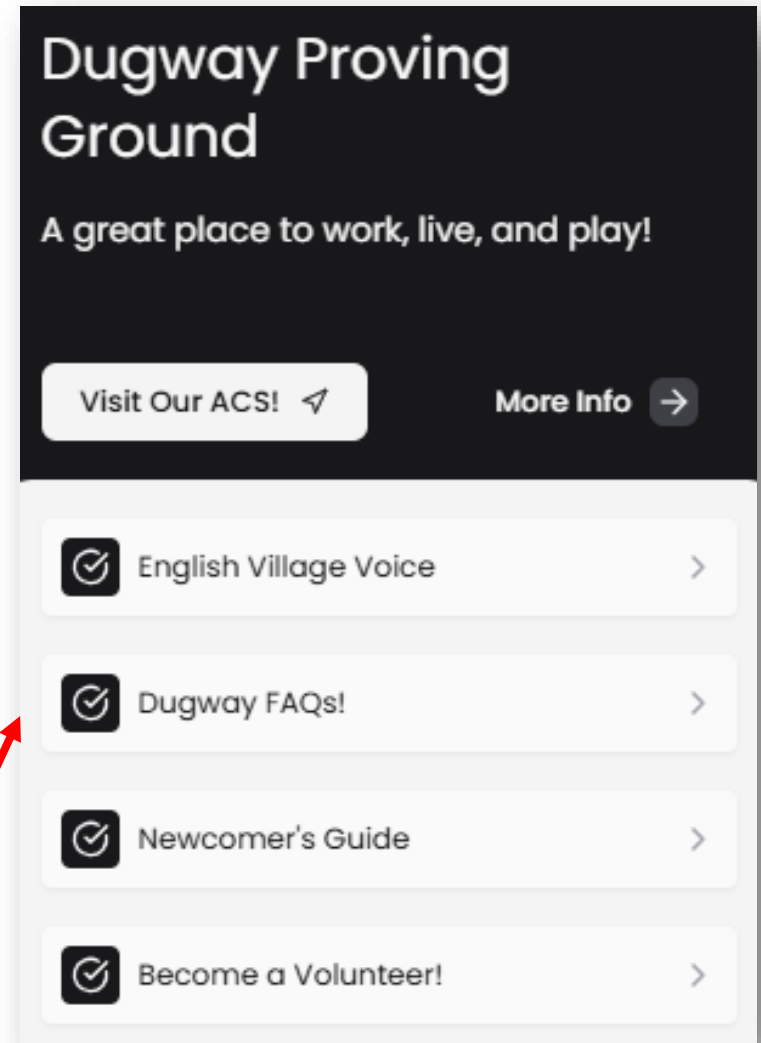 Dugway Proving
Ground
A great place to work, live, and play!
Visit Our ACS!
More Info
English Village Voice
Dugway FAQs!
Newcomer's Guide
Become a Volunteer!